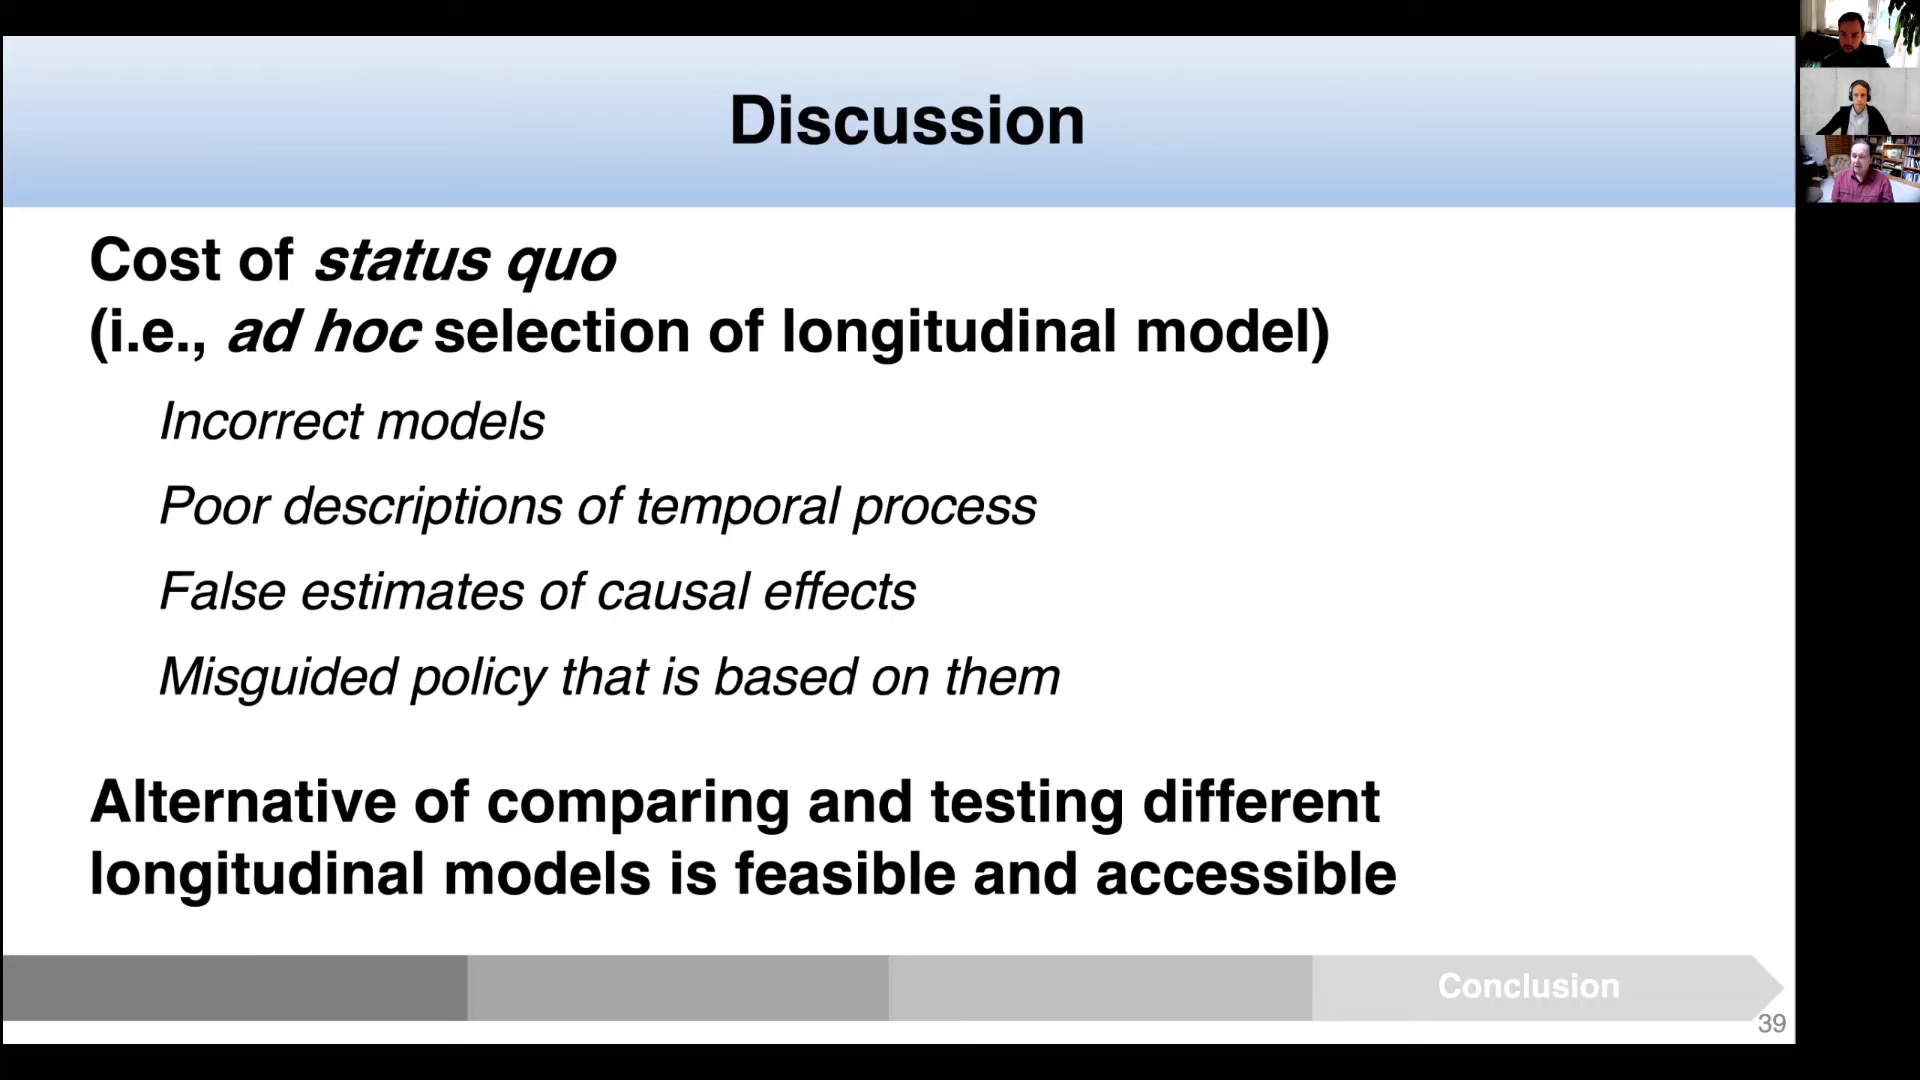 Discussion
Cost of status quo
(i.e., ad hoc selection of longitudinal model)
Incorrect models
Poor descriptions of temporal process
False estimates of causal effects
Misguided policy that is based on them
Alternative of comparing and testing different
longitudinal models is feasible and accessible
Conclusion
39